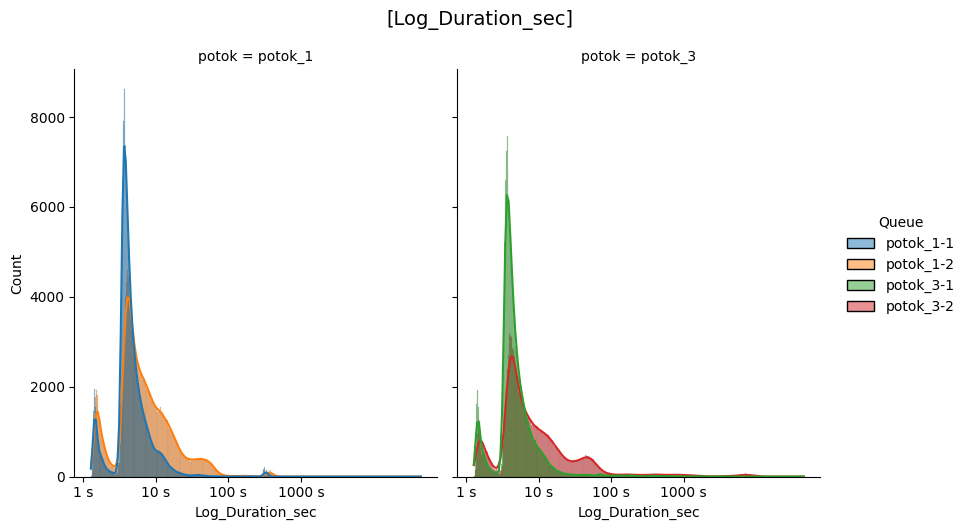 [Log_Duration_sec]
potok = potok_1
potok = potok_3
8000
6000
4000
2000
0
Count
1 s
10 s
100 s
1000 s
Log_Duration_sec
1 s
10 s
100 s
1000 s
Log_Duration_sec
Queue
potok_1-1
potok_1-2
potok_3-1
potok_3-2